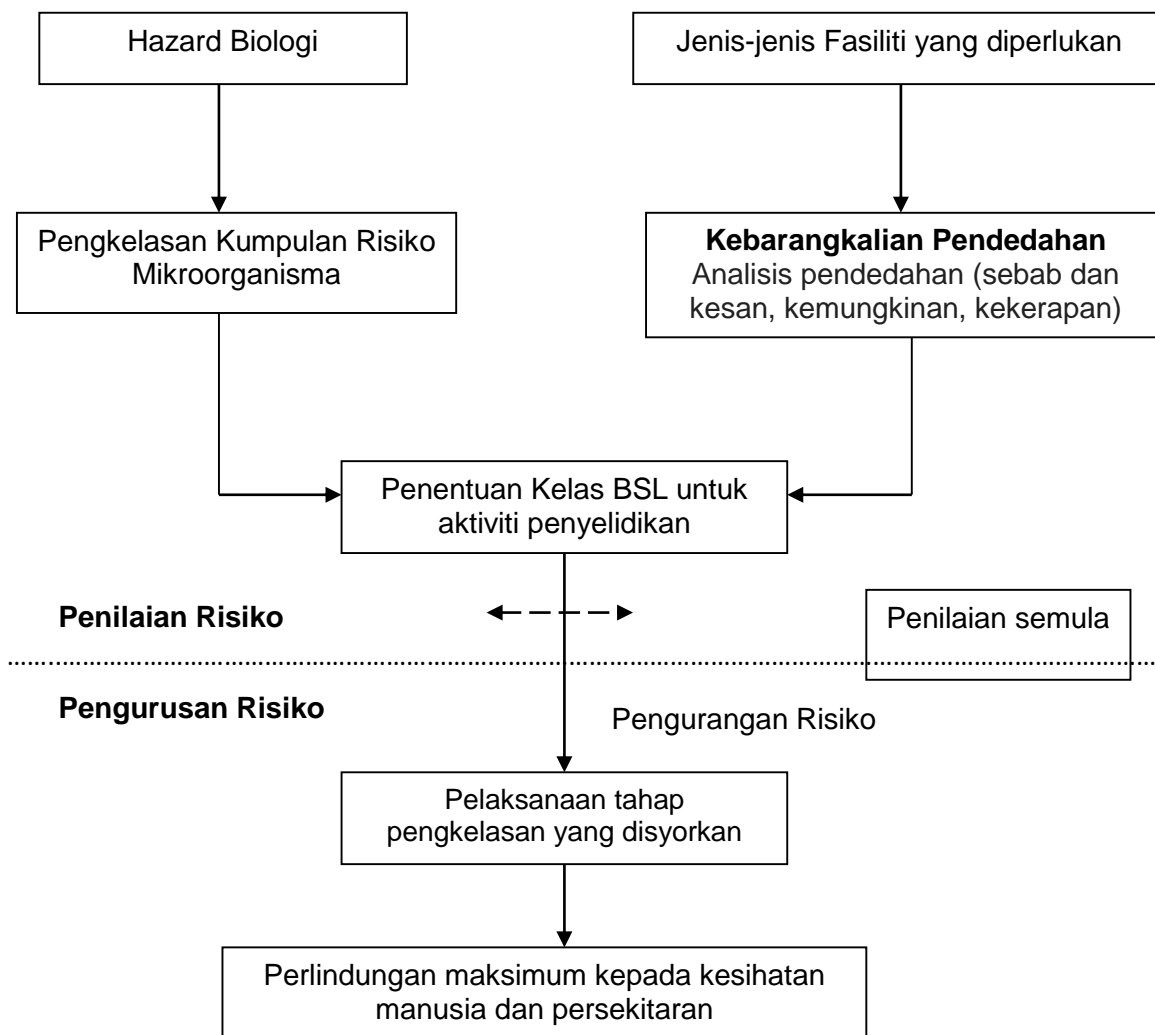 Hazard Biologi
Jenis-jenis Fasiliti yang diperlukan
Pengkelasan Kumpulan Risiko
Mikroorganisma
Kebarangkalian Pendedahan
Analisis pendedahan (sebab dan
kesan, kemungkinan, kekerapan)
Penentuan Kelas BSL untuk
aktiviti penyelidikan
Penilaian Risiko
Penilaian semula
Pengurusan Risiko
Pengurangan Risiko
Pelaksanaan tahap
pengkelasan yang disyorkan
Perlindungan maksimum kepada kesihatan
manusia dan persekitaran